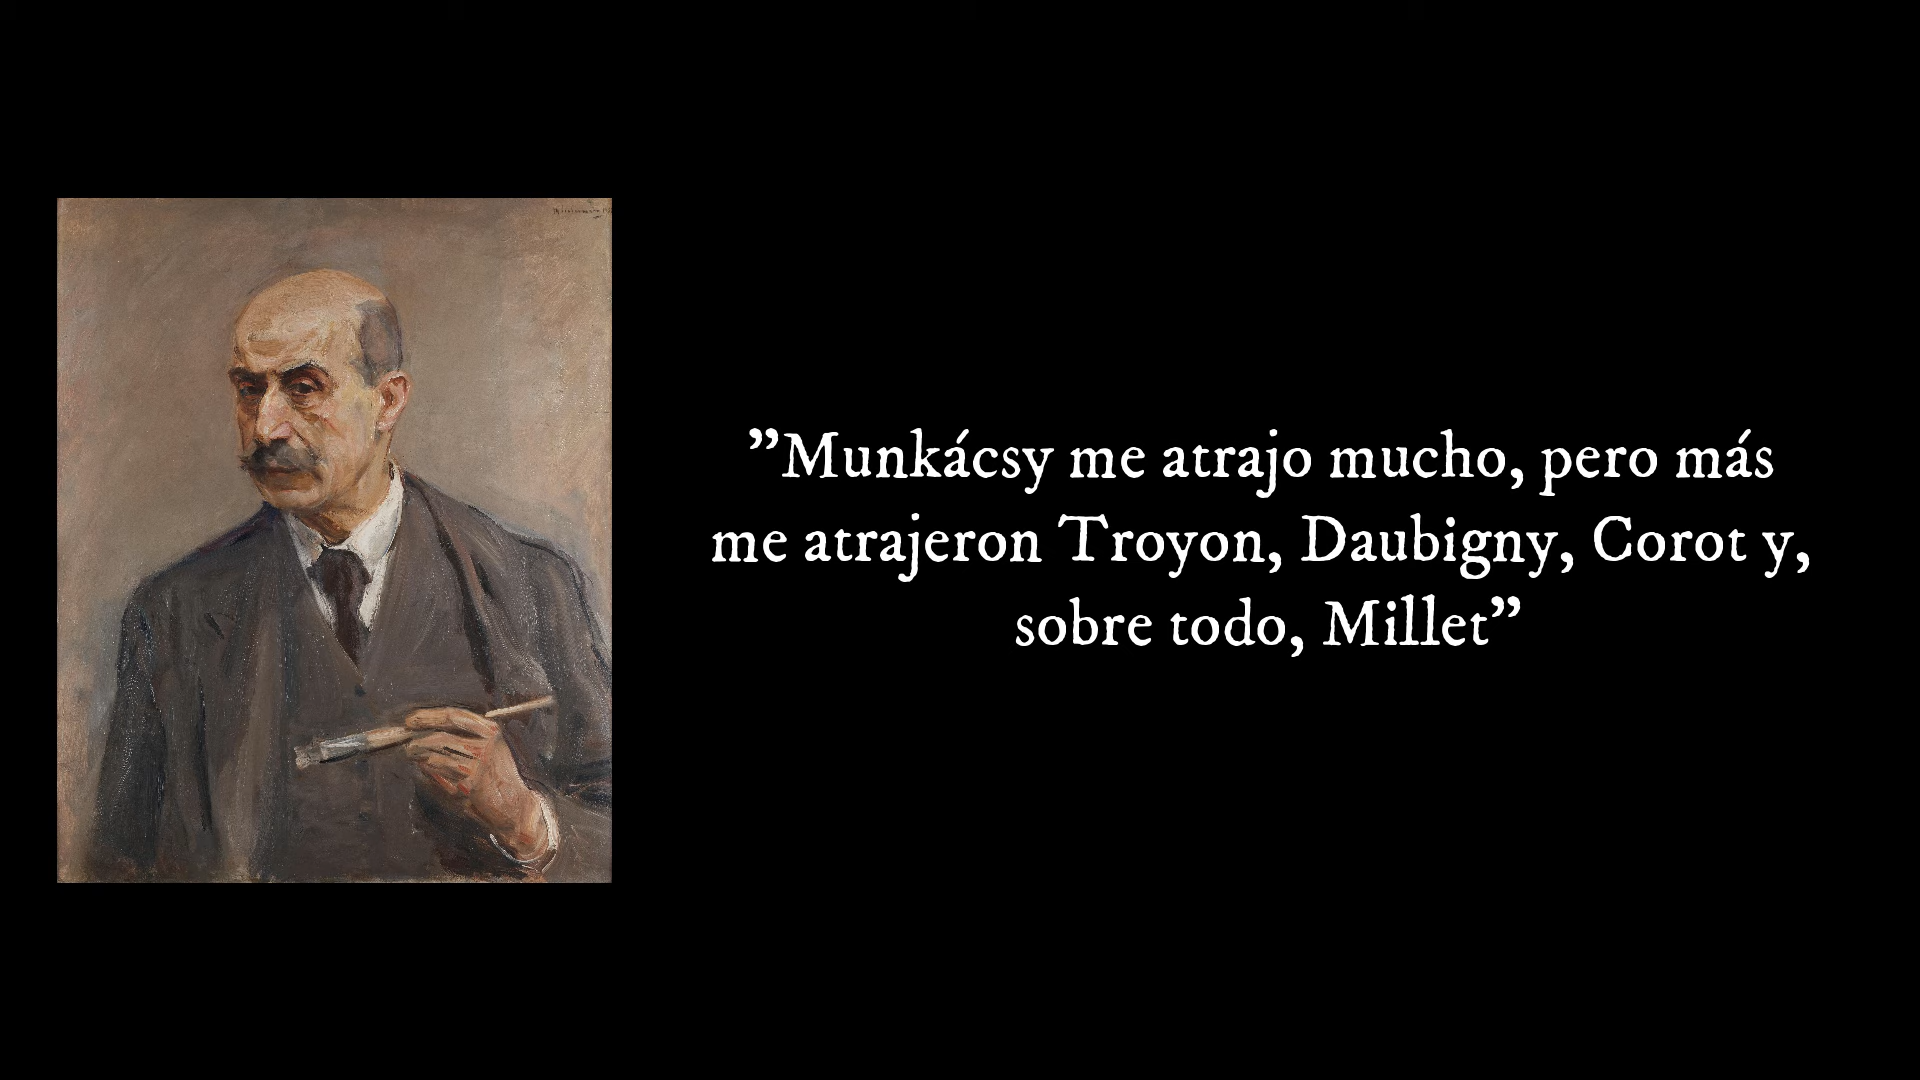 ”Munkácsy me atrajo mucho, pero más
me atrajeron Troyon, Daubigny, Corot y,
sobre todo, Millet”